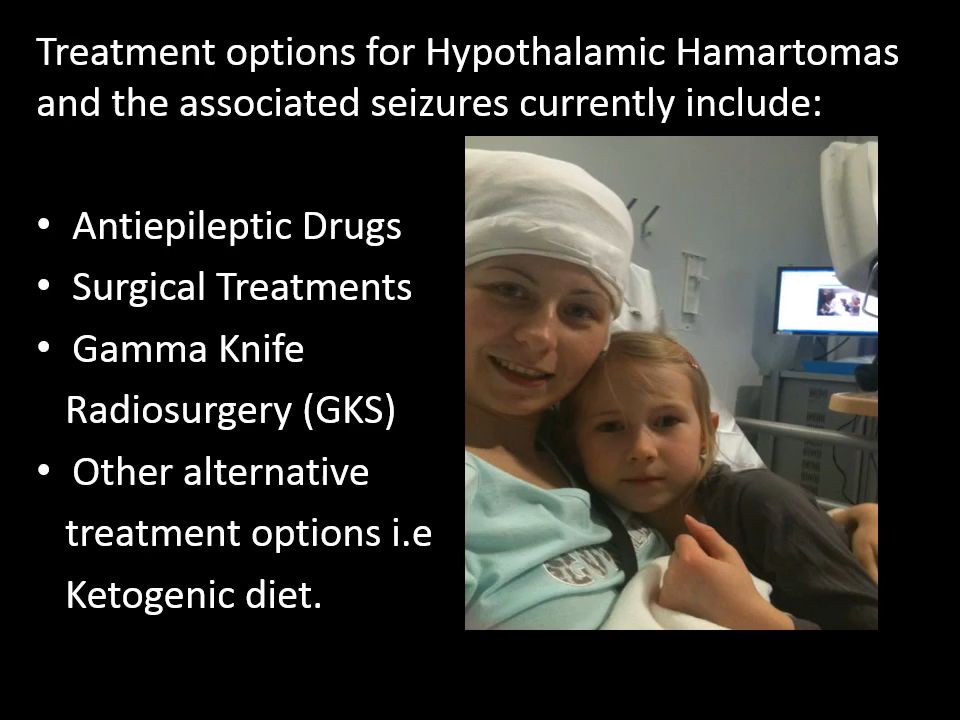 Treatment options for Hypothalamic Hamartomas
and the associated seizures currently include:
• Antiepileptic Drugs
• Surgical Treatments
• Gamma Knife
Radiosurgery (GKS)
• Other alternative
treatment options i.e
Ketogenic diet.